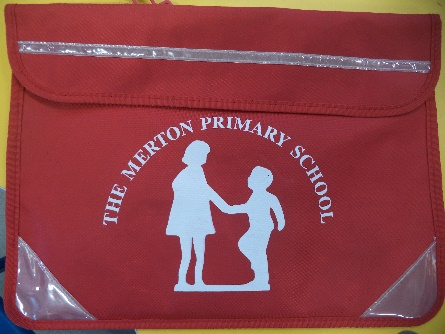 THE MERTON PRIMARY SCHOOL